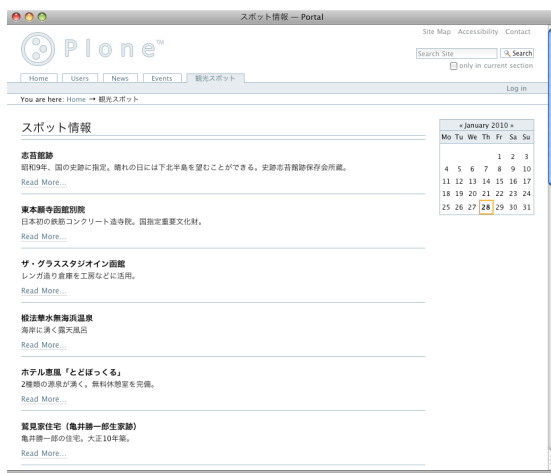 スポット情報 — Portal
Site Map Accessibility Contact
Plone™
Search Site Search
only in current section
Home Users News Events 観光スポット
Log in
You are here: Home → 観光スポット
スポット情報
志苔館跡
昭和9年、国の史跡に指定。晴れの日には下北半島を望むことができる。史跡志苔館跡保存会所蔵。
Read More…
東本願寺函館別院
日本初の鉄筋コンクリート造寺院。国指定重要文化財。
Read More…
ザ・グラススタジオイン函館
レンガ造り倉庫を工房などに活用。
Read More…
椴法華水無海浜温泉
海岸に湧く露天風呂
Read More…
ホテル恵風「とどぽっくる」
2種類の源泉が湧く。無料休憩室を完備。
Read More…
鷲見家住宅（亀井勝一郎生家跡）
亀井勝一郎の住宅。大正10年築。
Read More…
« January 2010 »
Mo Tu We Th Fr Sa Su
1 2 3
4 5 6 7 8 9 10
11 12 13 14 15 16 17
18 19 20 21 22 23 24
25 26 27 28 29 30 31